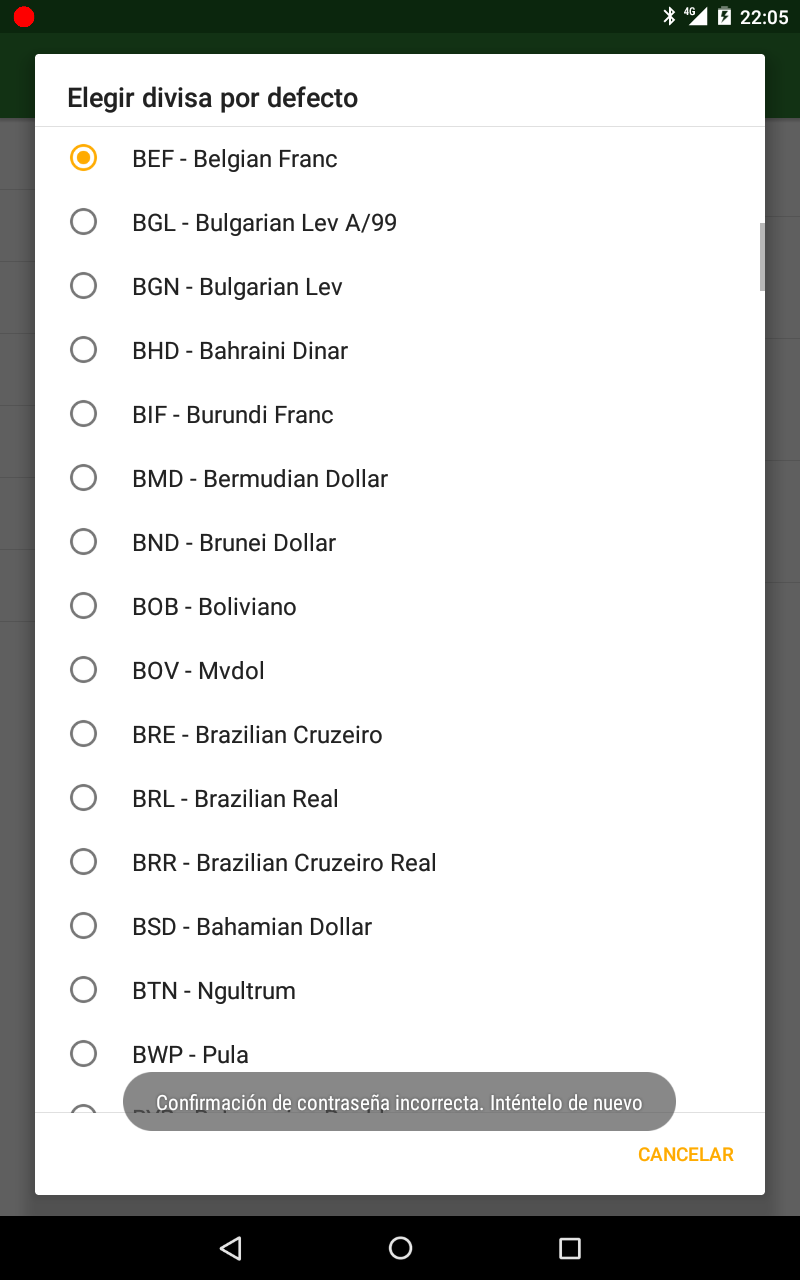 4G 22:05
Elegir divisa por defecto
BEF - Belgian Franc
BGL - Bulgarian Lev A/99
BGN - Bulgarian Lev
BHD - Bahraini Dinar
BIF - Burundi Franc
BMD - Bermudian Dollar
BND - Brunei Dollar
BOB - Boliviano
BOV - Mvdol
BRE - Brazilian Cruzeiro
BRL - Brazilian Real
BRR - Brazilian Cruzeiro Real
BSD - Bahamian Dollar
BTN - Ngultrum
BWP - Pula
Confirmación de contraseña incorrecta. Inténtelo de nuevo
CANCELAR